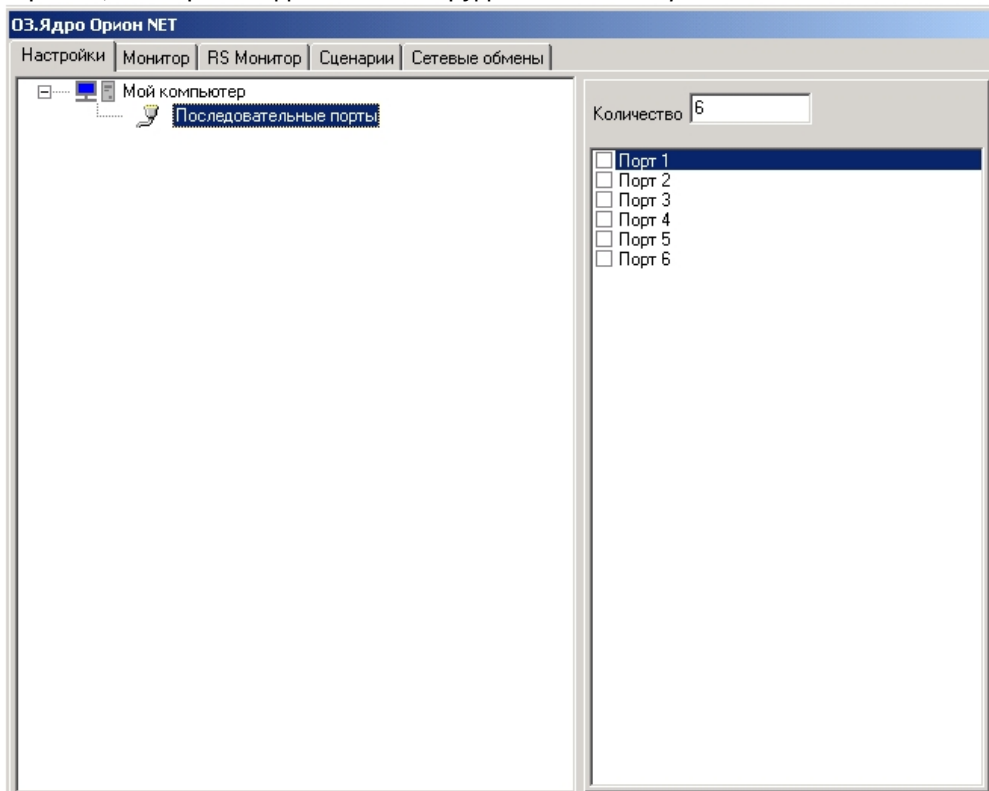 ОЗ.Ядро Орион NET
Настройки Монитор RS Монитор Сценарии Сетевые обмены
Мой компьютер
Последовательные порты
Количество 6
Порт 1
Порт 2
Порт 3
Порт 4
Порт 5
Порт 6